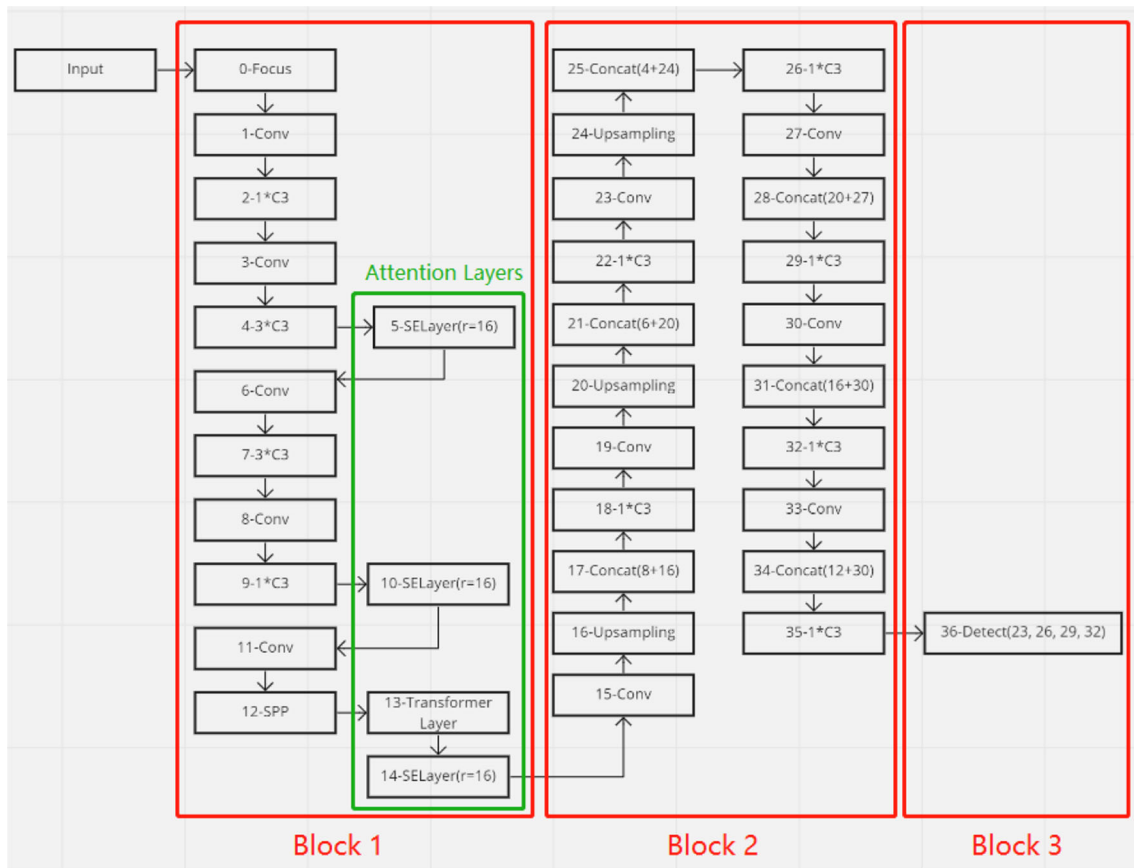 Input
0-Focus
1-Conv
2-1*C3
3-Conv
4-3*C3
Attention Layers
5-SELayer(r=16)
6-Conv
7-3*C3
8-Conv
9-1*C3
10-SELayer(r=16)
11-Conv
12-SPP
13-Transformer
Layer
14-SELayer(r=16)
Block 1
15-Conv
16-Upsampling
17-Concat(8+16)
18-1*C3
19-Conv
20-Upsampling
21-Concat(6+20)
22-1*C3
23-Conv
24-Upsampling
25-Concat(4+24)
26-1*C3
27-Conv
28-Concat(20+27)
29-1*C3
30-Conv
31-Concat(16+30)
32-1*C3
33-Conv
34-Concat(12+30)
35-1*C3
Block 2
36-Detect(23, 26, 29, 32)
Block 3